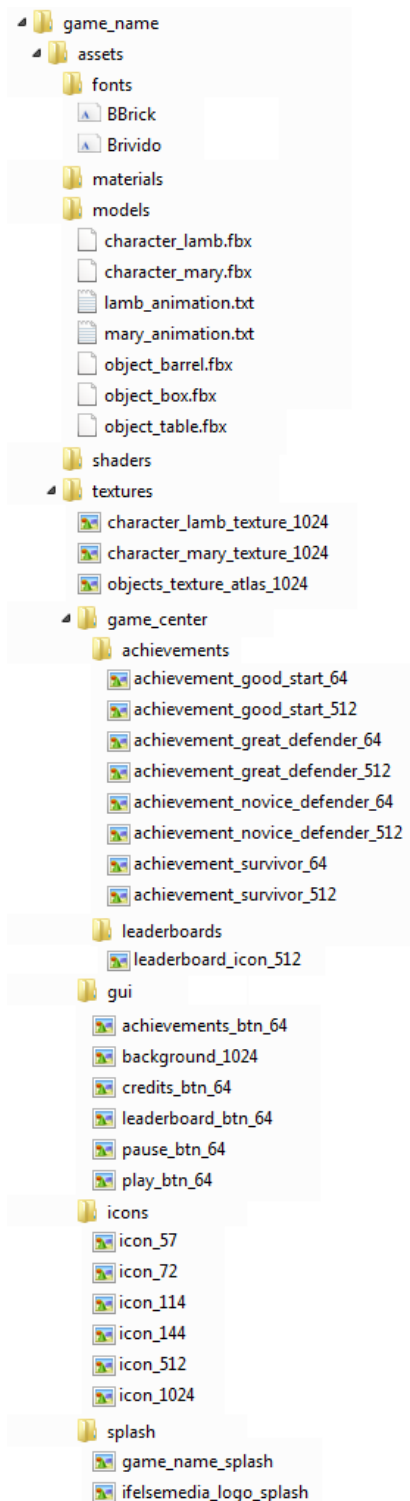 game_name
assets
fonts
BBrick
Brivido
materials
models
character_lamb.fbx
character_mary.fbx
lamb_animation.txt
mary_animation.txt
object_barrel.fbx
object_box.fbx
object_table.fbx
shaders
textures
character_lamb_texture_1024
character_mary_texture_1024
objects_texture_atlas_1024
game_center
achievements
achievement_good_start_64
achievement_good_start_512
achievement_great_defender_64
achievement_great_defender_512
achievement_novice_defender_64
achievement_novice_defender_512
achievement_survivor_64
achievement_survivor_512
leaderboards
leaderboard_icon_512
gui
achievements_btn_64
background_1024
credits_btn_64
leaderboard_btn_64
pause_btn_64
play_btn_64
icons
icon_57
icon_72
icon_114
icon_144
icon_512
icon_1024
splash
game_name_splash
ifelsemedia_logo_splash